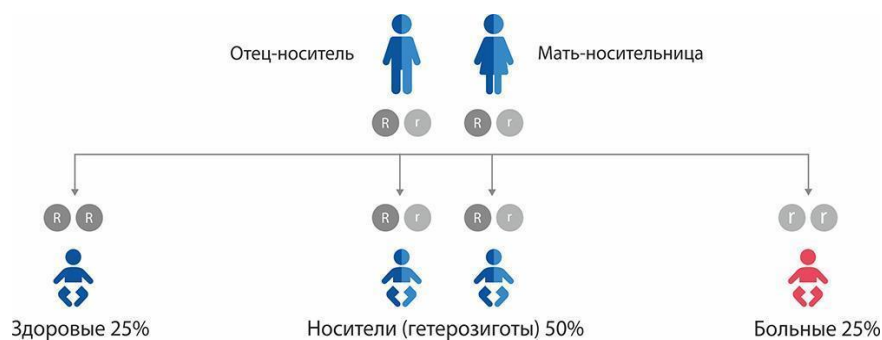 Отец-носитель
Мать-носительница
R r R r
R R R r R r r r
Здоровые 25%
Носители (гетерозиготы) 50%
Больные 25%